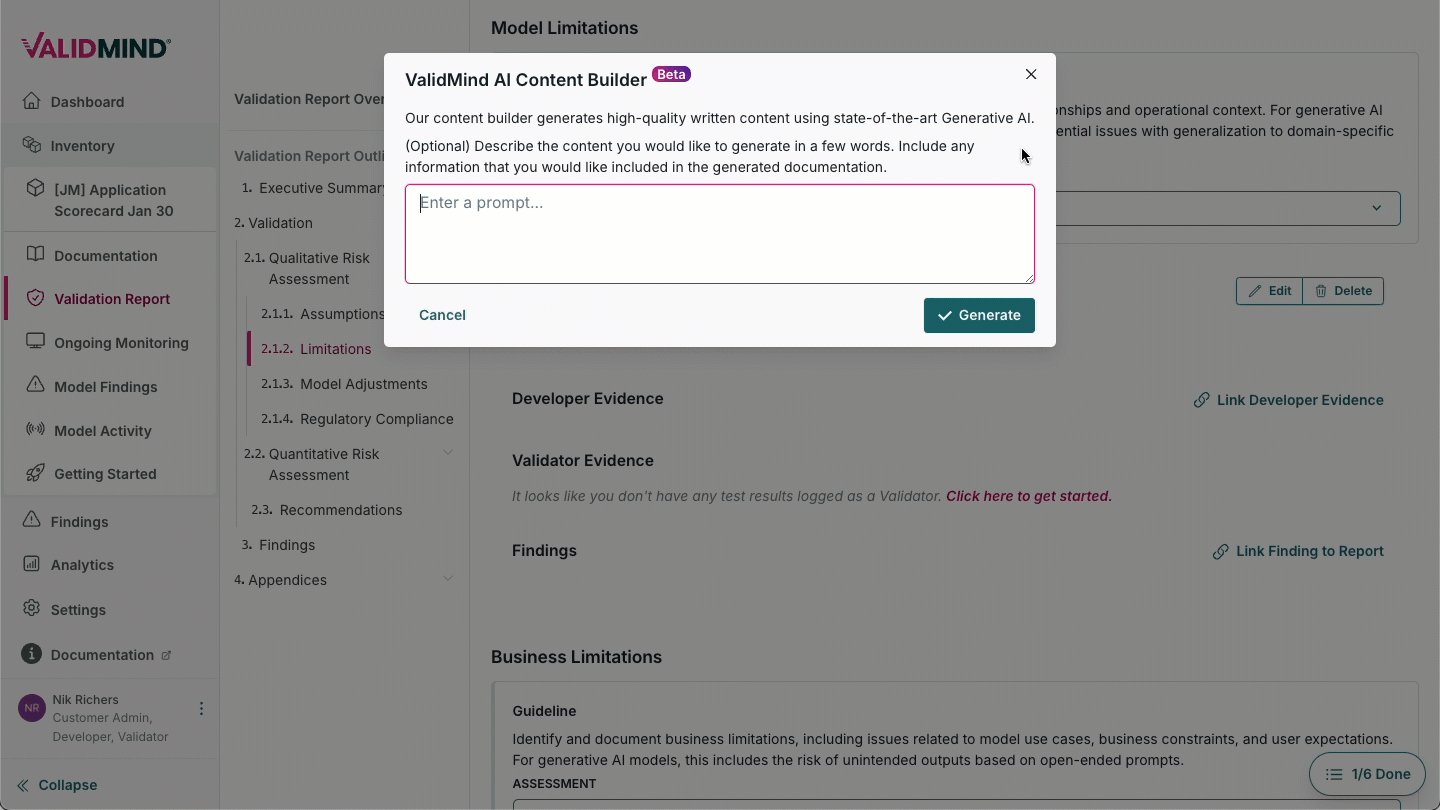 VALIDMIND
Dashboard
Inventory
[JM] Application
Scorecard Jan 30
Documentation
Validation Report
Ongoing Monitoring
Model Findings
Model Activity
Getting Started
Findings
Analytics
Settings
Documentation
NR
Nik Richers
Customer Admin,
Developer, Validator
Collapse
Validation Report Over
Validation Report Outli
1. Executive Summar
2. Validation
2.1. Qualitative Risk
Assessment
2.1.1. Assumptions
2.1.2. Limitations
2.1.3. Model Adjustments
2.1.4. Regulatory Compliance
2.2. Quantitative Risk
Assessment
2.3. Recommendations
3. Findings
4. Appendices
Model Limitations
nships and operational context. For generative AI
ential issues with generalization to domain-specific
ValidMind AI Content Builder Beta
Our content builder generates high-quality written content using state-of-the-art Generative AI.
(Optional) Describe the content you would like to generate in a few words. Include any
information that you would like included in the generated documentation.
Enter a prompt...
Cancel
Generate
Edit
Delete
Developer Evidence
Link Developer Evidence
Validator Evidence
It looks like you don't have any test results logged as a Validator. Click here to get started.
Findings
Link Finding to Report
Business Limitations
Guideline
Identify and document business limitations, including issues related to model use cases, business constraints, and user expectations.
For generative AI models, this includes the risk of unintended outputs based on open-ended prompts.
ASSESSMENT
1/6 Done